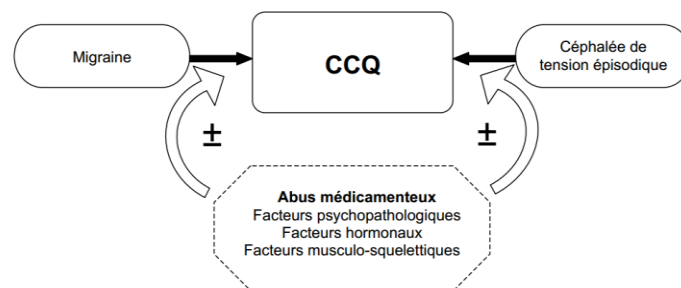 Migraine
CCQ
Céphalée de
tension épisodique
±
±
Abus médicamenteux
Facteurs psychopathologiques
Facteurs hormonaux
Facteurs musculo-squelettiques